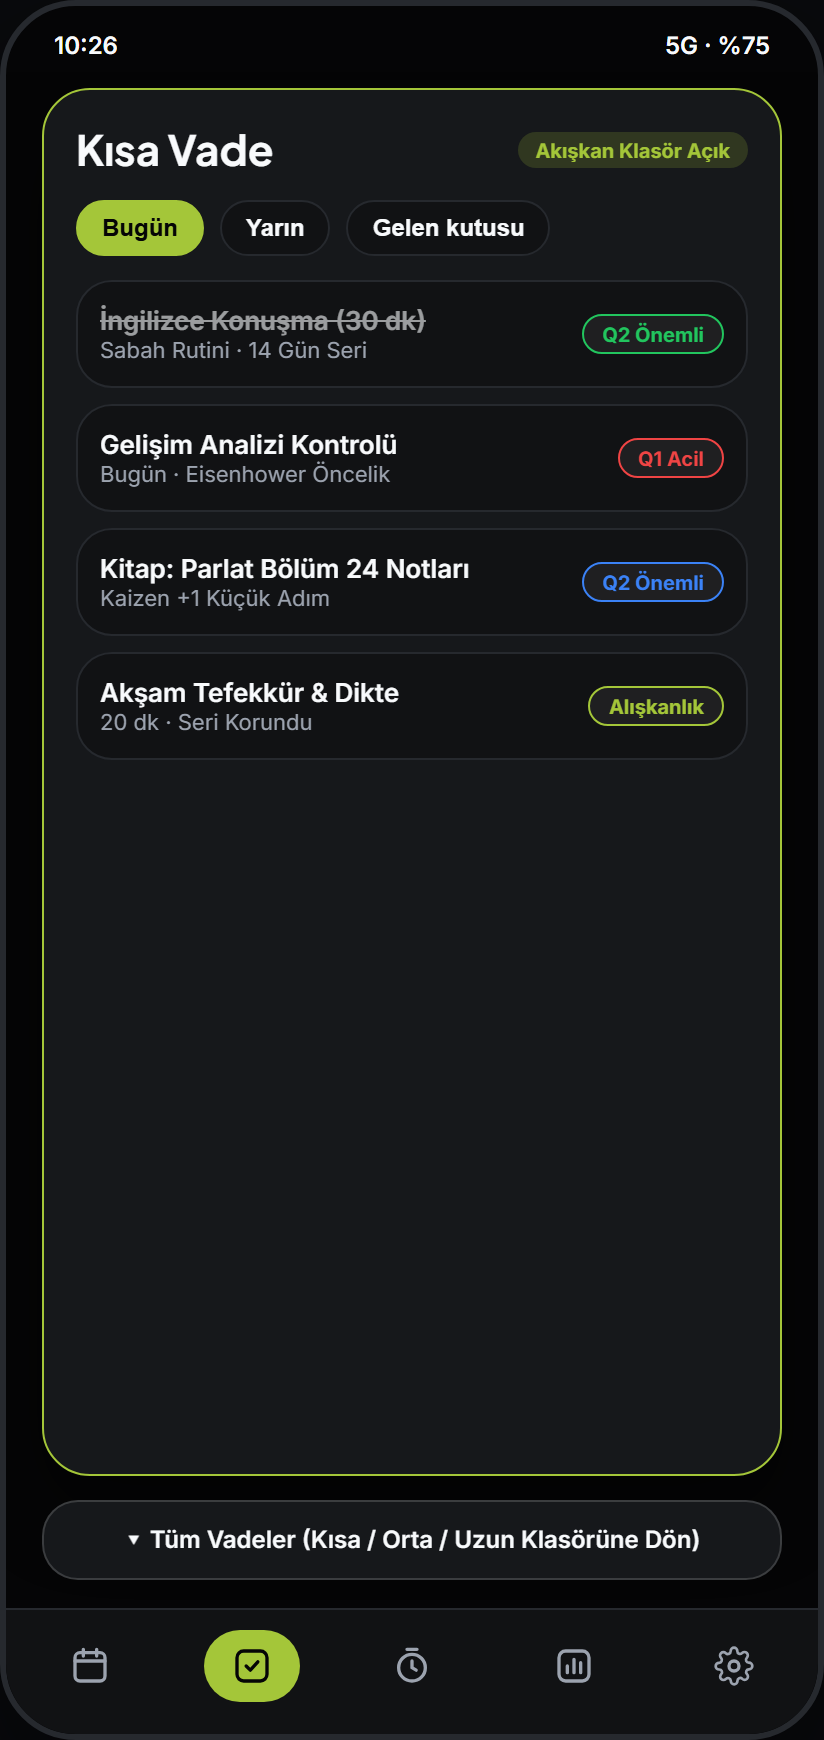 10:26
5G · %75
Kısa Vade
Akışkan Klasör Açık
Bugün
Yarın
Gelen kutusu
İngilizce Konuşma (30 dk)
Sabah Rutini · 14 Gün Seri
Q2 Önemli
Gelişim Analizi Kontrolü
Bugün · Eisenhower Öncelik
Q1 Acil
Kitap: Parlat Bölüm 24 Notları
Kaizen +1 Küçük Adım
Q2 Önemli
Akşam Tefekkür & Dikte
20 dk · Seri Korundu
Alışkanlık
▼ Tüm Vadeler (Kısa / Orta / Uzun Klasörüne Dön)